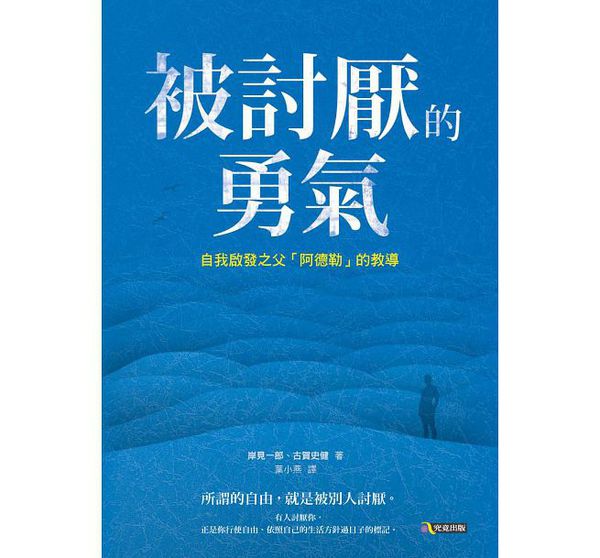 被討厭的
勇氣
自我啟發之父「阿德勒」的教導
岸見一郎、古賀史健 著
葉小燕 譯
所謂的自由，就是被別人討厭。
有人討厭你，
正是你行使自由、依照自己的生活方針過日子的標記。
究竟出版